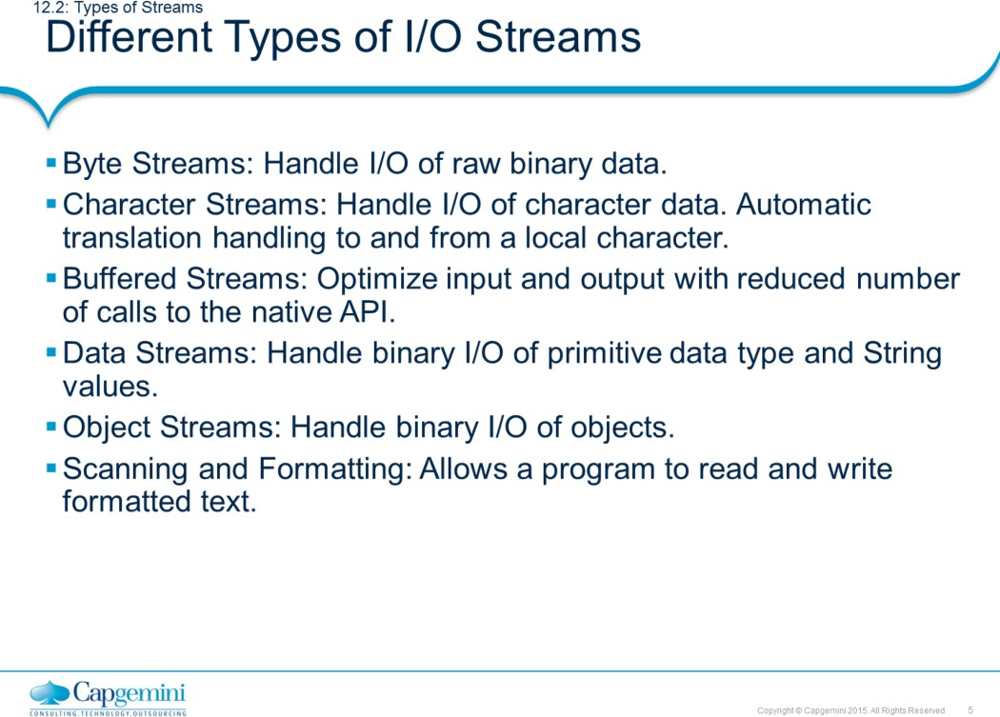 12.2: Types of Streams
Different Types of I/O Streams
▪ Byte Streams: Handle I/O of raw binary data.
▪ Character Streams: Handle I/O of character data. Automatic
translation handling to and from a local character.
▪ Buffered Streams: Optimize input and output with reduced number
of calls to the native API.
▪ Data Streams: Handle binary I/O of primitive data type and String
values.
▪ Object Streams: Handle binary I/O of objects.
▪ Scanning and Formatting: Allows a program to read and write
formatted text.
Capgemini
CONSULTING.TECHNOLOGY.OUTSOURCING
Copyright © Capgemini 2015. All Rights Reserved 5